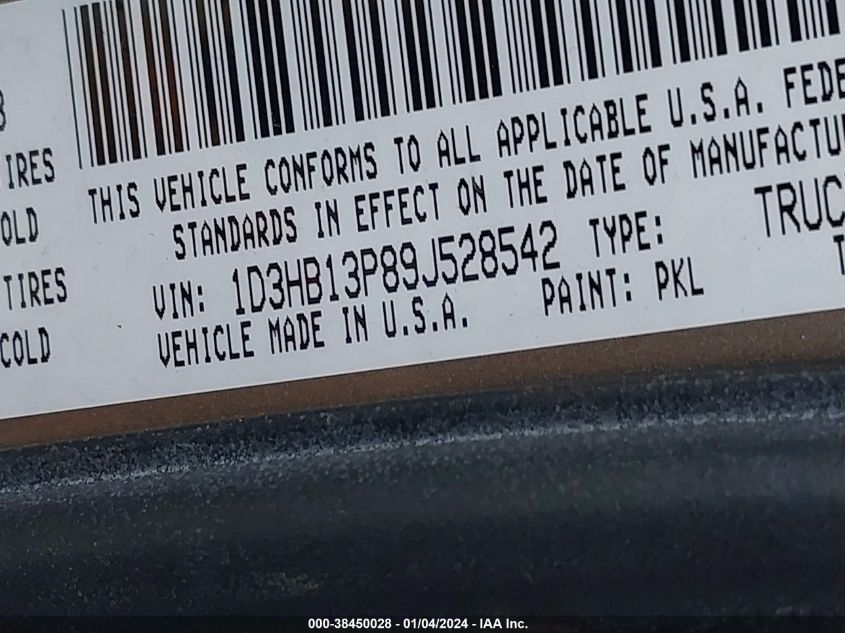 IRES
OLD
TIRES
COLD
THIS VEHICLE CONFORMS TO ALL APPLICABLE U.S.A. FEDE
STANDARDS IN EFFECT ON THE DATE OF MANUFACTU
VIN: 1D3HB13P89J528542 TYPE: TRUC
VEHICLE MADE IN U.S.A. PAINT: PKL
000-38450028 - 01/04/2024 - IAA Inc.